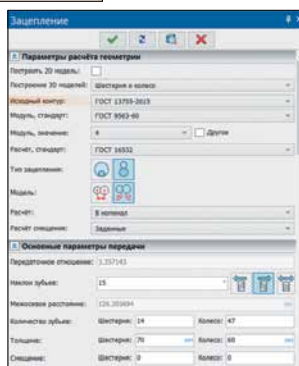 Зацепление
Параметры расчёта геометрии
Построить 2D модель:
Построение 3D моделей: Шестерня и колесо
Исходный контур: ГОСТ 13755-2015
Модуль, стандарт: ГОСТ 9563-60
Модуль, значение: 4 Другое
Расчёт, стандарт: ГОСТ 16532
Тип зацепления:
Модель:
Расчёт: В номинал
Расчёт смещения: Заданные
Основные параметры передачи
Передаточное отношение: 3.357143
Наклон зубьев: 15
Межосевое расстояние: 126.303694
Количество зубьев: Шестерня: 14 Колесо: 47
Толщина: Шестерня: 70 Колесо: 60
Смещение: Шестерня: 0 Колесо: 0